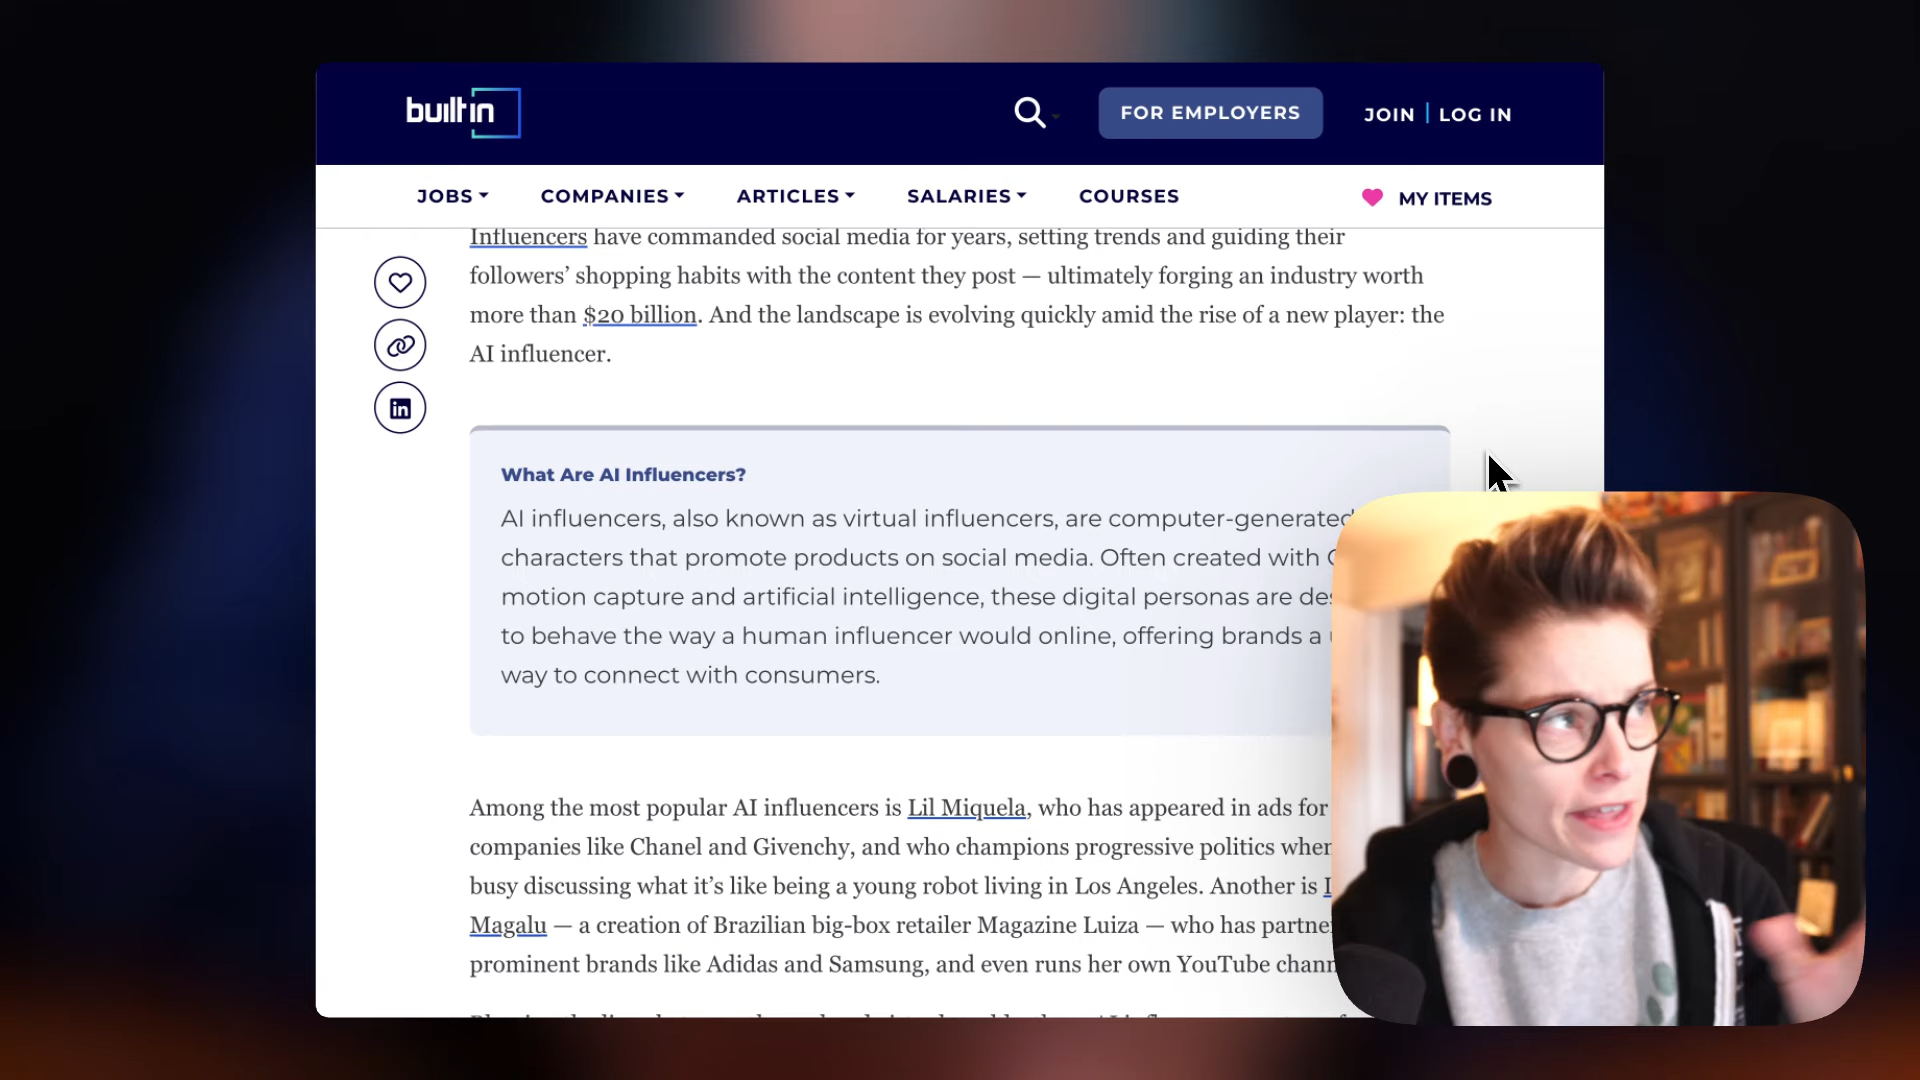 builtin
FOR EMPLOYERS
JOIN | LOG IN
JOBS
COMPANIES
ARTICLES
SALARIES
COURSES
MY ITEMS
Influencers have commanded social media for years, setting trends and guiding their
followers’ shopping habits with the content they post — ultimately forging an industry worth
more than $20 billion. And the landscape is evolving quickly amid the rise of a new player: the
AI influencer.
in
What Are AI Influencers?
AI influencers, also known as virtual influencers, are computer-generated
characters that promote products on social media. Often created with
motion capture and artificial intelligence, these digital personas are
to behave the way a human influencer would online, offering brands a
way to connect with consumers.
Among the most popular AI influencers is Lil Miquela, who has appeared in ads for
companies like Chanel and Givenchy, and who champions progressive politics
busy discussing what it’s like being a young robot living in Los Angeles. Another is
Magalu — a creation of Brazilian big-box retailer Magazine Luiza — who has
prominent brands like Adidas and Samsung, and even runs her own YouTube